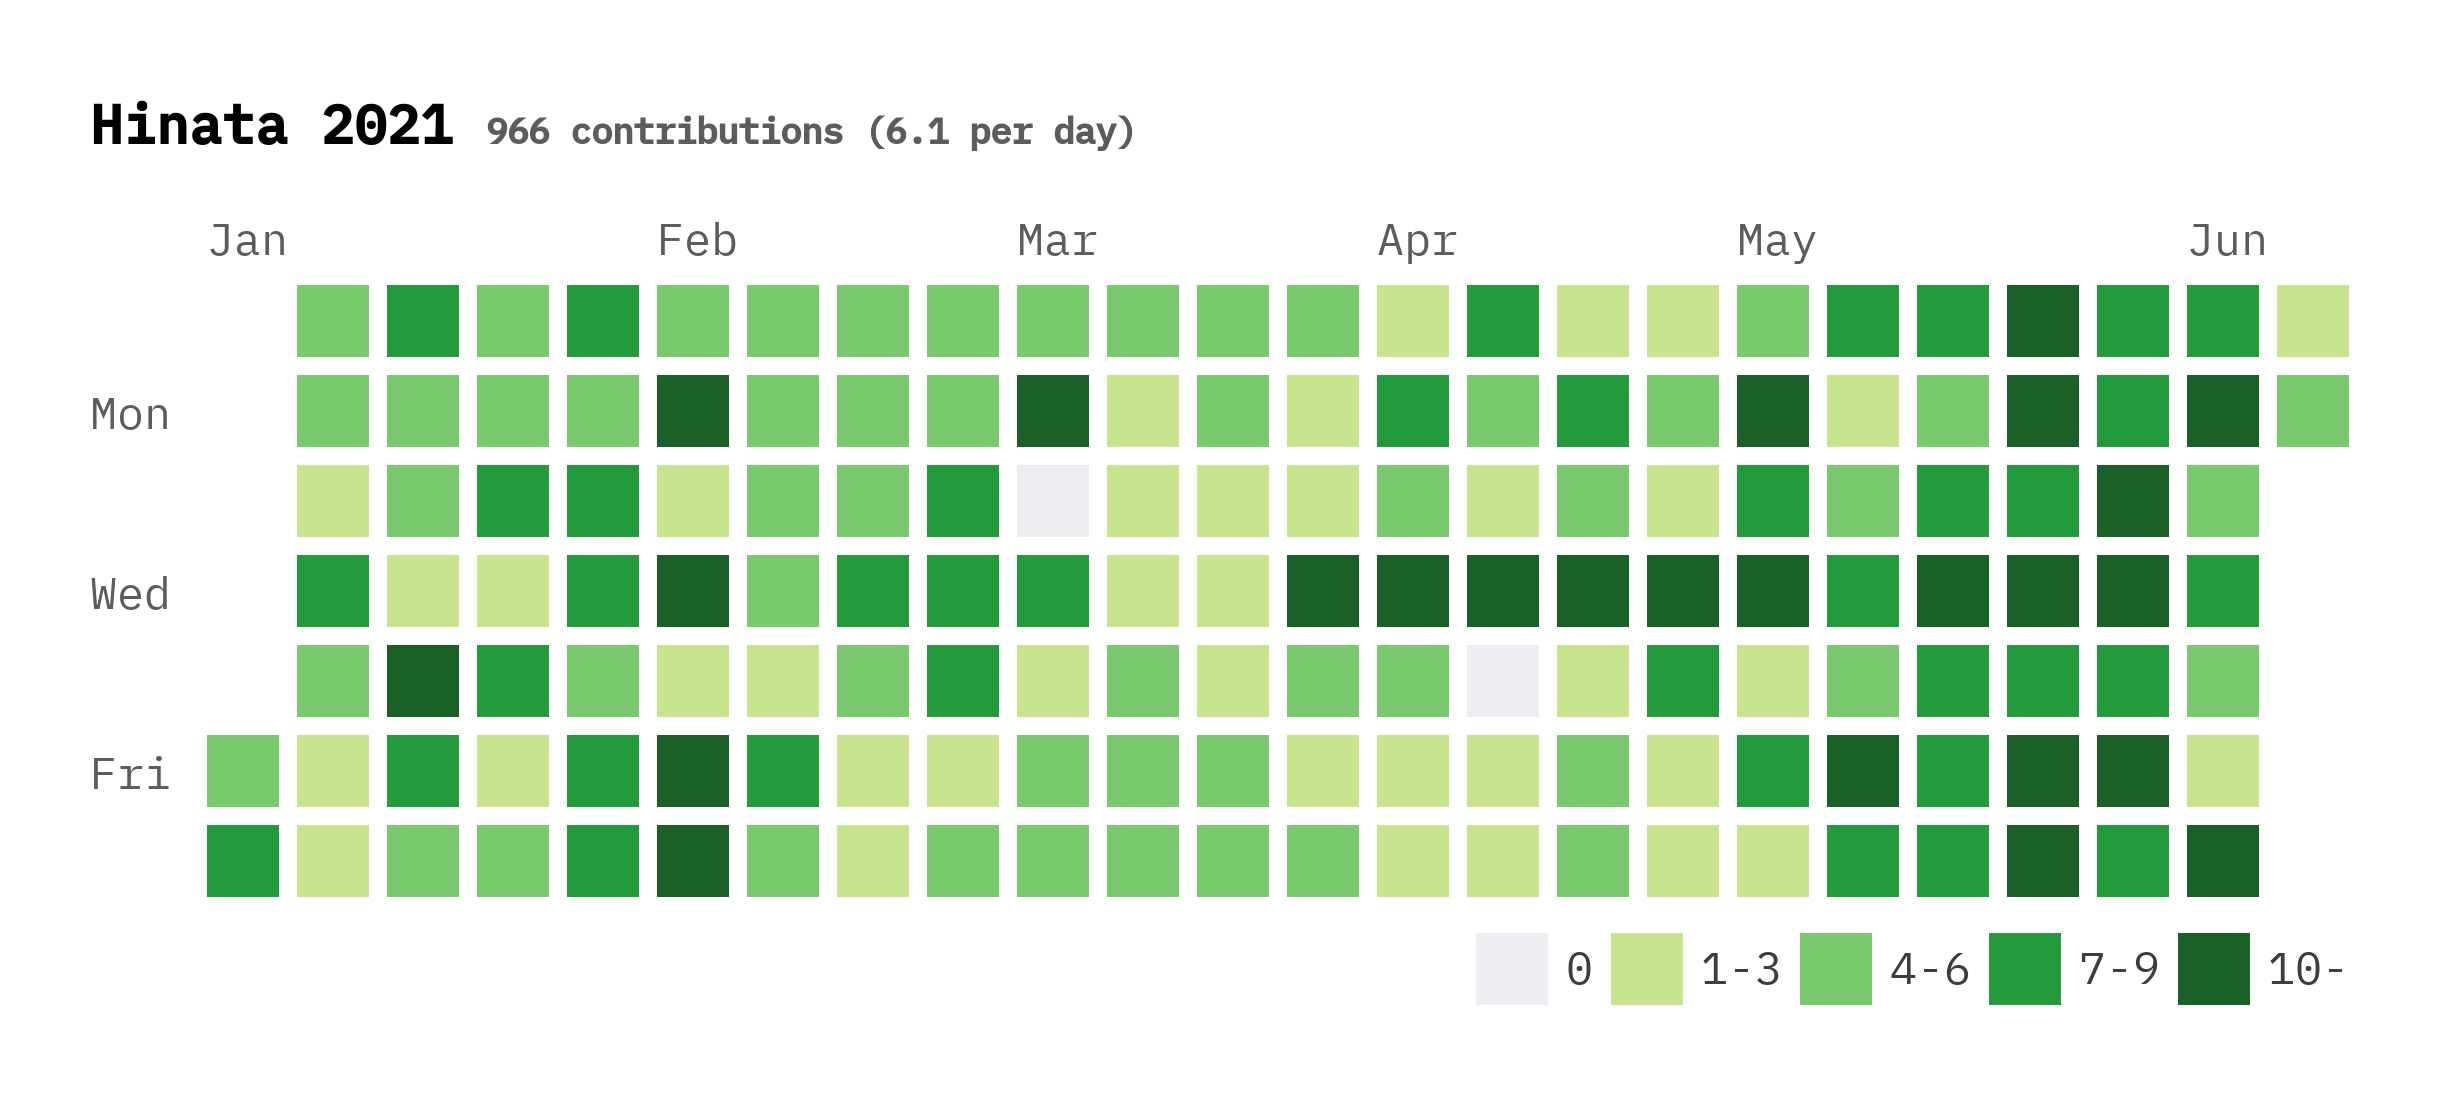 Hinata 2021 966 contributions (6.1 per day)
Jan Feb Mar Apr May Jun
Mon
Wed
Fri
0 1-3 4-6 7-9 10-